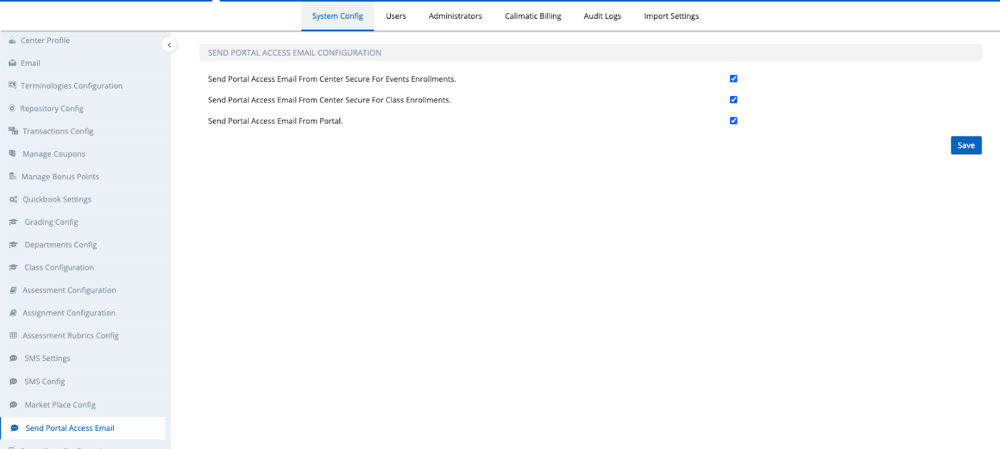 System Config
Users
Administrators
Calimatic Billing
Audit Logs
Import Settings
Center Profile
Email
Terminologies Configuration
Repository Config
Transactions Config
Manage Coupons
Manage Bonus Points
Quickbook Settings
Grading Config
Departments Config
Class Configuration
Assessment Configuration
Assignment Configuration
Assessment Rubrics Config
SMS Settings
SMS Config
Market Place Config
Send Portal Access Email
SEND PORTAL ACCESS EMAIL CONFIGURATION
Send Portal Access Email From Center Secure For Events Enrollments.
Send Portal Access Email From Center Secure For Class Enrollments.
Send Portal Access Email From Portal.
Save